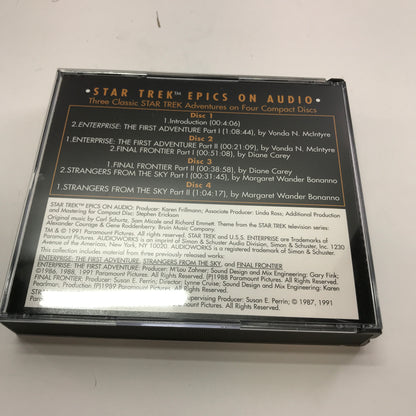 • STAR TREK™ EPICS ON AUDIO •
Three Classic STAR TREK Adventures on Four Compact Discs
Disc 1
1.Introduction (00:4:06)
2.ENTERPRISE: THE FIRST ADVENTURE Part I (1:08:44), by Vonda N. McIntyre
Disc 2
1.ENTERPRISE: THE FIRST ADVENTURE Part II (00:21:09), by Vonda N. McIntyre
2.FINAL FRONTIER Part I (00:51:08), by Diane Carey
Disc 3
1.FINAL FRONTIER Part II (00:38:58), by Diane Carey
2.STRANGERS FROM THE SKY Part I (00:31:45), by Margaret Wander Bonanno
Disc 4
1.STRANGERS FROM THE SKY Part II (1:04:17), by Margaret Wander Bonanno
STAR TREK™ EPICS ON AUDIO: Producer: Karen Frillmann; Associate Producer: Linda Ross; Additional Production
and Mastering for Compact Disc: Stephen Erickson
Original music by Cecil Schurtz, Sam Mizale and Richard Emmet. Theme from the STAR TREK television series:
Alexander Courage & Gene Roddenberry. Bruin Music Company.
TM & © 1991 Paramount Pictures. All rights reserved. STAR TREK and U.S.S. ENTERPRISE are Trademarks of
Paramount Pictures. AUDIOWORKS is an imprint of Simon & Schuster Audio Division, Simon & Schuster, Inc. 1230
Avenue of the Americas, New York, NY 10020. AUDIOWORKS is a registered trademark of Simon & Schuster.
This collection includes material from three previously released works:
ENTERPRISE: THE FIRST ADVENTURE, STRANGERS FROM THE SKY, and FINAL FRONTIER
ENTERPRISE: THE FIRST ADVENTURE: Producer: M'Lou Zahner; Sound Design and Mix Engineering: Gary Fink;
©1986, 1988, 1991 Paramount Pictures. All Rights Reserved. (P)1988 Paramount Pictures. All Rights Reserved.
FINAL FRONTIER: Producer: Susan E. Perrin; Director: Lynne Cruise; Sound Design and Mix Engineering: Karen
Pearlman. Production (P)1989 Paramount Pictures. All Rights Reserved.
STRAN
Supervising Producer: Susan E. Perrin; © 1987, 1991
Paramount Pictures. All Rights Reserved.